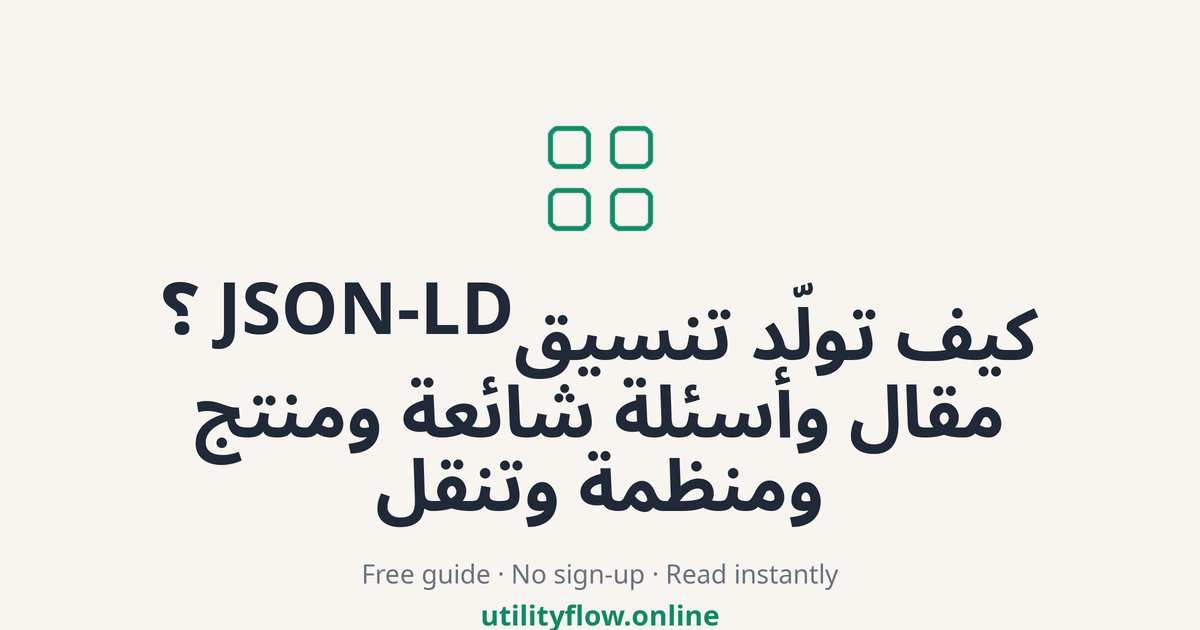 كيف تولّد تنسيق JSON-LD ؟
مقال وأسئلة شائعة ومنتج
ومنظمة وتنقل
Free guide · No sign-up · Read instantly
utilityflow.online